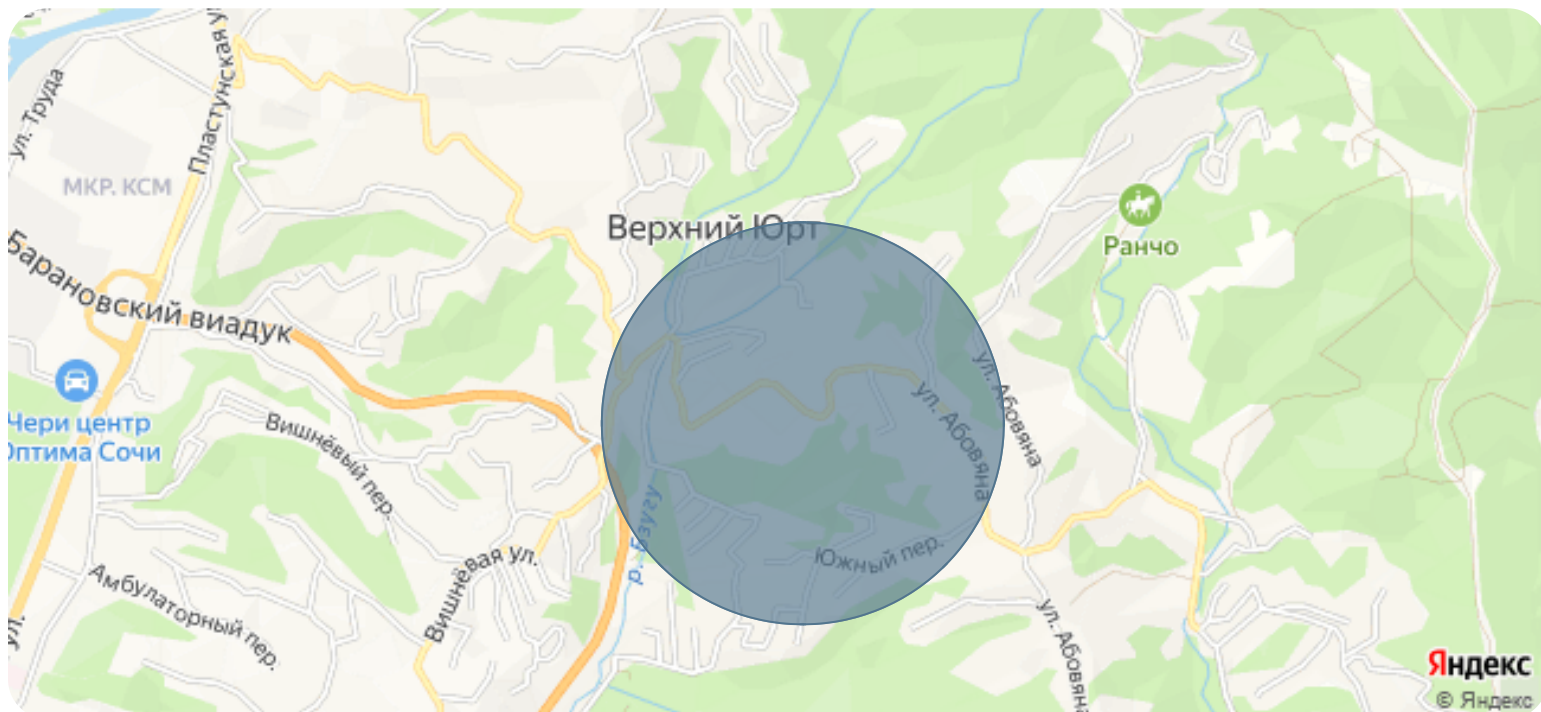 Пластунская у
ул. Труда
МКР. КСМ
Верхний Юрт
Ранчо
Барановский виадук
ул. Абовяна
ул. Абовяна
Чери центр
Оптима Сочи
Вишнёвый пер.
р. Бзугу
Южный пер.
Вишнёвая ул.
Амбулаторный пер.
ул.
ул. Абовяна
Яндекс
© Яндекс